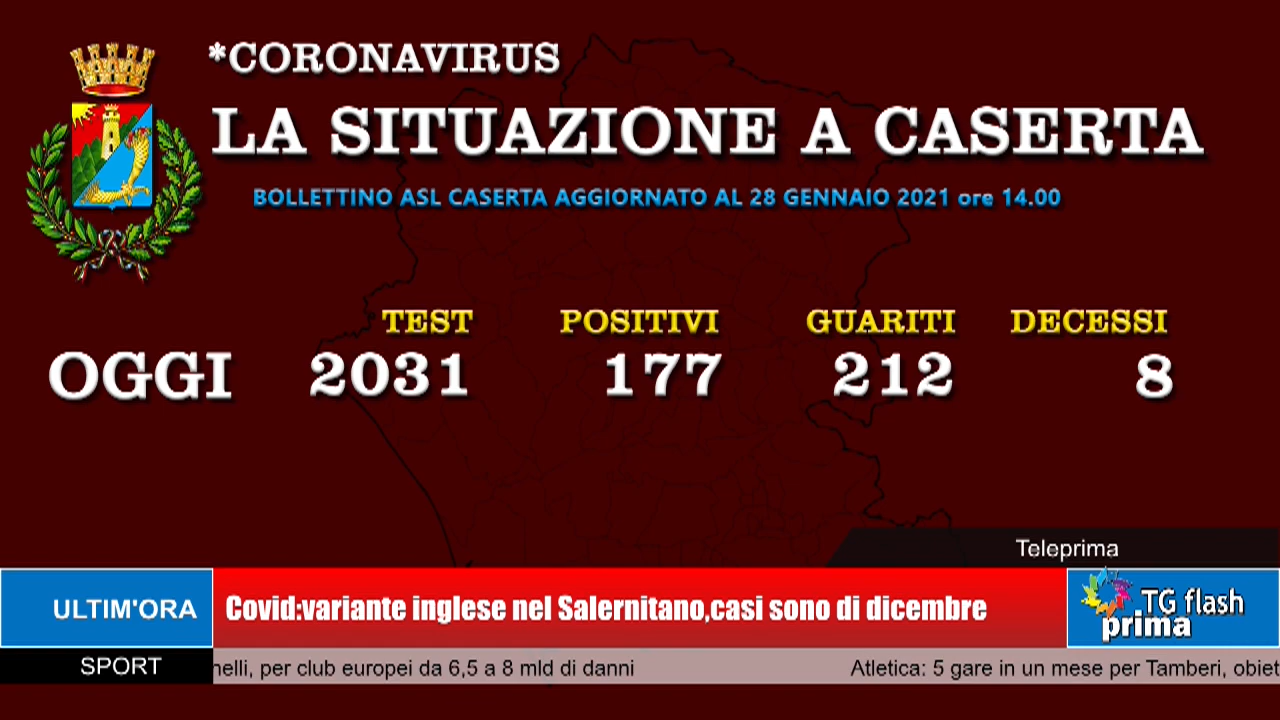 *CORONAVIRUS
LA SITUAZIONE A CASERTA
BOLLETTINO ASL CASERTA AGGIORNATO AL 28 GENNAIO 2021 ore 14.00
TEST POSITIVI GUARITI DECESSI
OGGI 2031 177 212 8
Teleprima
ULTIM'ORA Covid:variante inglese nel Salernitano,casi sono di dicembre
TG flash
prima
SPORT nelli, per club europei da 6,5 a 8 mld di danni Atletica: 5 gare in un mese per Tamberi, obiet